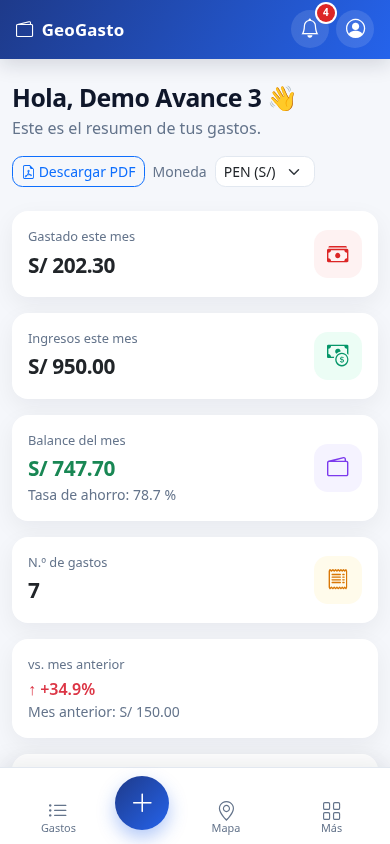 GeoGasto
4
Hola, Demo Avance 3 👋
Este es el resumen de tus gastos.
Descargar PDF Moneda PEN (S/)
Gastado este mes
S/ 202.30
Ingresos este mes
S/ 950.00
Balance del mes
S/ 747.70
Tasa de ahorro: 78.7 %
N.º de gastos
7
vs. mes anterior
↑ +34.9%
Mes anterior: S/ 150.00
Gastos Mapa Más